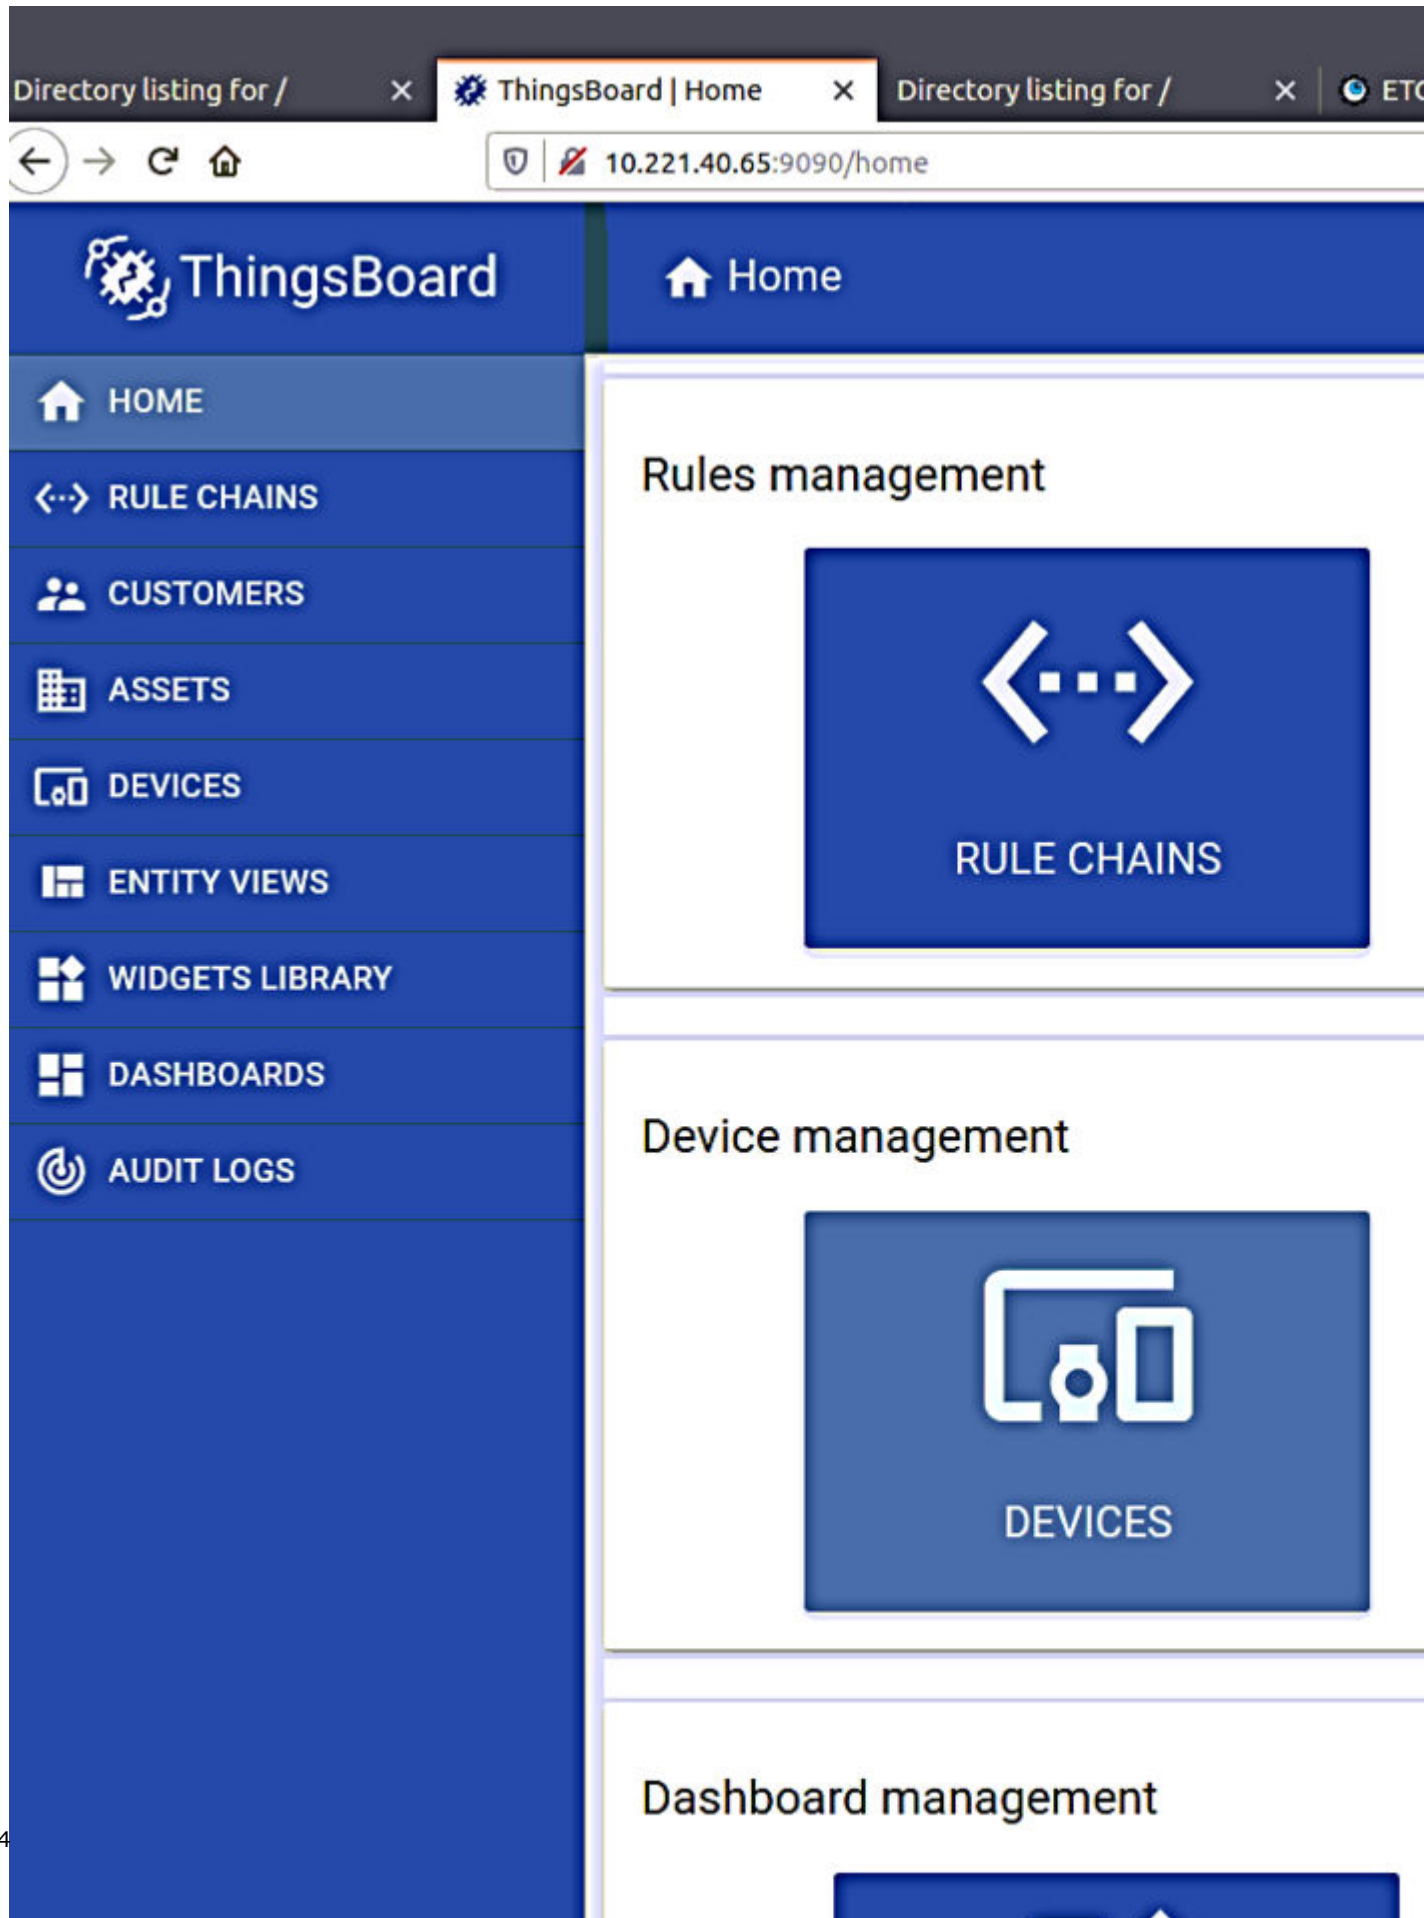 Directory listing for /
ThingsBoard | Home
Directory listing for /
ETC
10.221.40.65:9090/home
ThingsBoard
Home
HOME
RULE CHAINS
CUSTOMERS
ASSETS
DEVICES
ENTITY VIEWS
WIDGETS LIBRARY
DASHBOARDS
AUDIT LOGS
Rules management
RULE CHAINS
Device management
DEVICES
Dashboard management
4